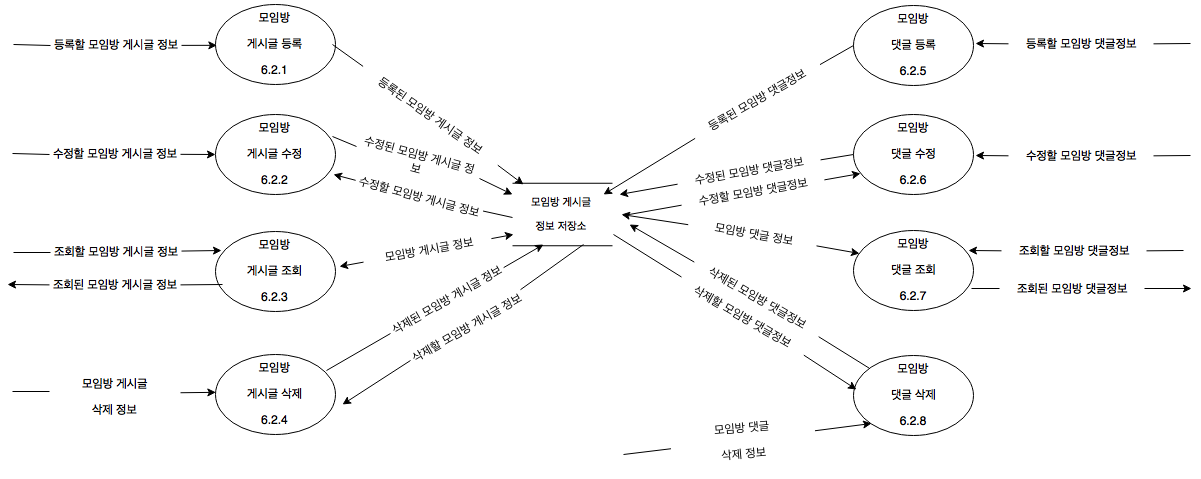 모임방
게시글 등록
6.2.1
등록할 모임방 게시글 정보
등록된 모임방 게시글 정보
모임방
게시글 수정
6.2.2
수정할 모임방 게시글 정보
수정된 모임방 게시글 정
보
수정할 모임방 게시글 정보
모임방
게시글 조회
6.2.3
조회할 모임방 게시글 정보
조회된 모임방 게시글 정보
모임방 게시글 정보
모임방
게시글 삭제
6.2.4
모임방 게시글
삭제 정보
삭제된 모임방 게시글 정보
삭제할 모임방 게시글 정보
모임방 게시글
정보 저장소
모임방
댓글 등록
6.2.5
등록할 모임방 댓글정보
등록된 모임방 댓글정보
모임방
댓글 수정
6.2.6
수정할 모임방 댓글정보
수정된 모임방 댓글정보
수정할 모임방 댓글정보
모임방
댓글 조회
6.2.7
조회할 모임방 댓글정보
조회된 모임방 댓글정보
모임방 댓글 정보
모임방
댓글 삭제
6.2.8
삭제된 모임방 댓글정보
삭제할 모임방 댓글정보
모임방 댓글
삭제 정보